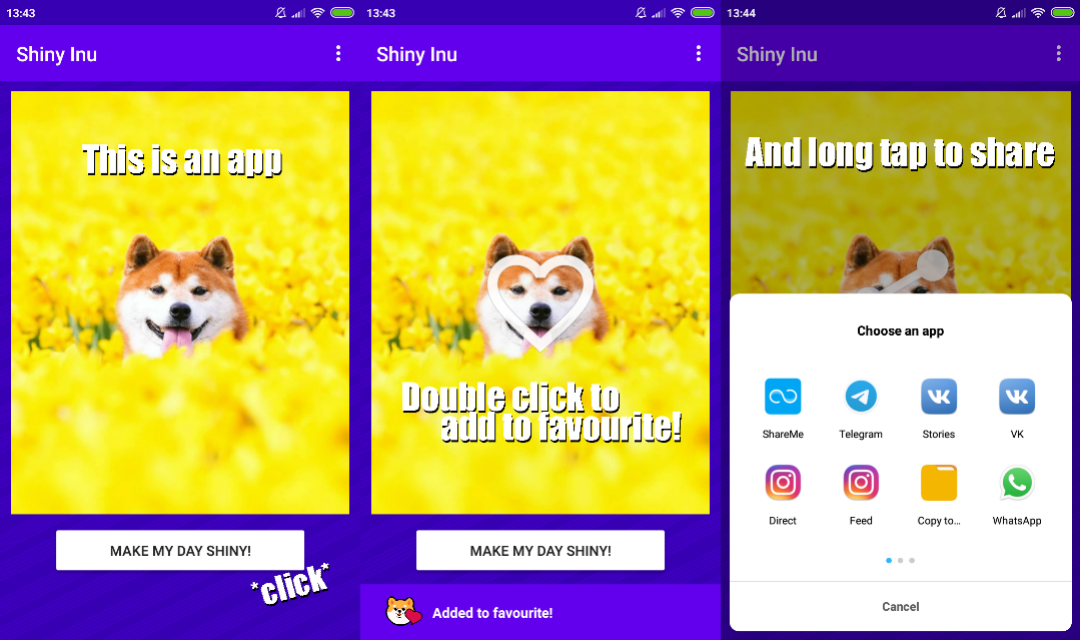 13:43
Shiny Inu
This is an app
MAKE MY DAY SHINY!
*click*
13:43
Shiny Inu
Double click to
add to favourite!
MAKE MY DAY SHINY!
Added to favourite!
13:44
Shiny Inu
And long tap to share
Choose an app
ShareMe Telegram Stories VK
Direct Feed Copy to... WhatsApp
Cancel